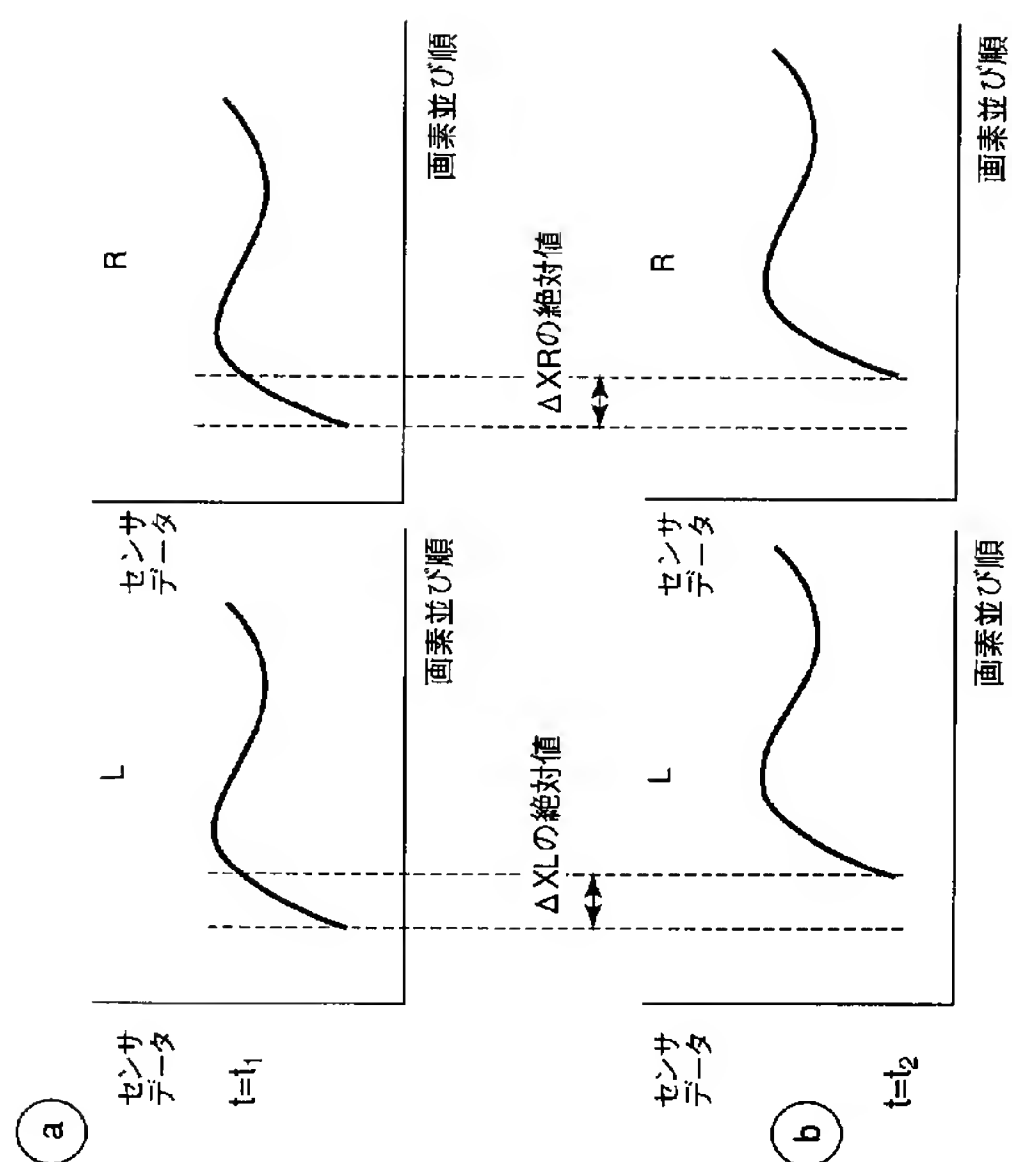 a
センサ
データ
t=t₁
L
画素並び順
センサ
データ
R
画素並び順
ΔXLの絶対値
ΔXRの絶対値
b
センサ
データ
t=t₂
L
画素並び順
センサ
データ
R
画素並び順